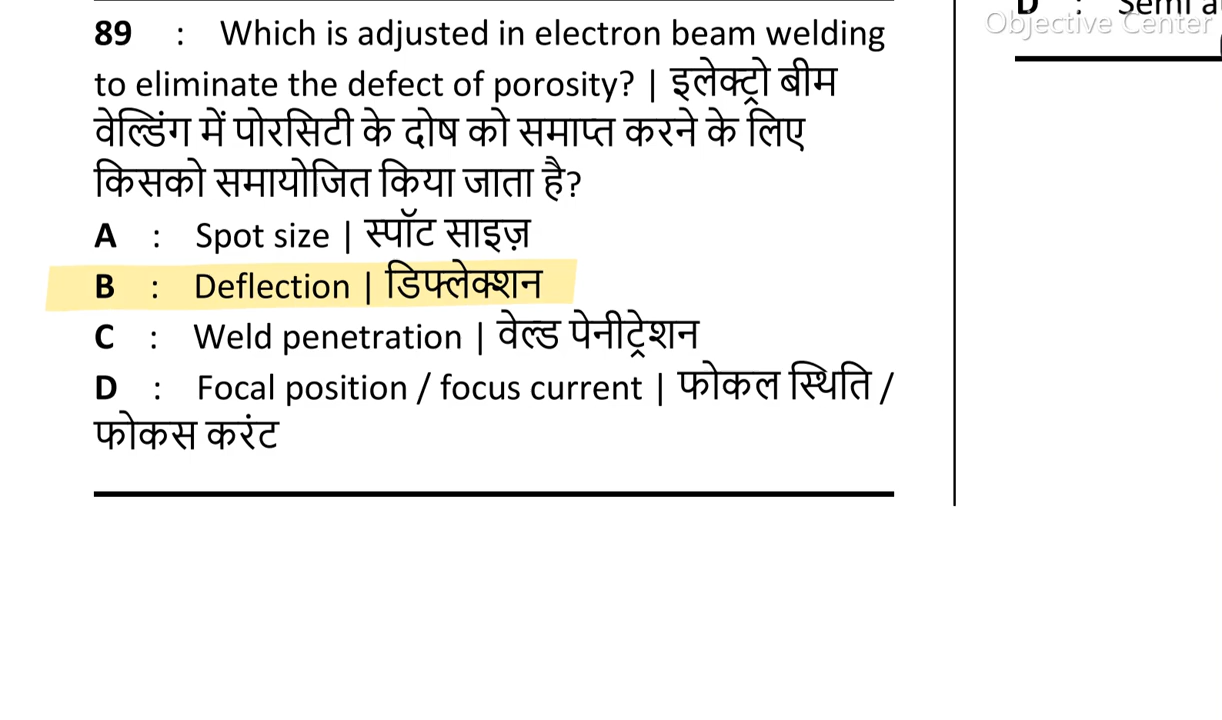 89 : Which is adjusted in electron beam welding
to eliminate the defect of porosity? | इलेक्ट्रो बीम
वेल्डिंग में पोरसिटी के दोष को समाप्त करने के लिए
किसको समायोजित किया जाता है?
A : Spot size | स्पॉट साइज़
B : Deflection | डिफ्लेक्शन
C : Weld penetration | वेल्ड पेनीट्रेशन
D : Focal position / focus current | फोकल स्थिति /
फोकस करंट
D : Semi a
Objective Center